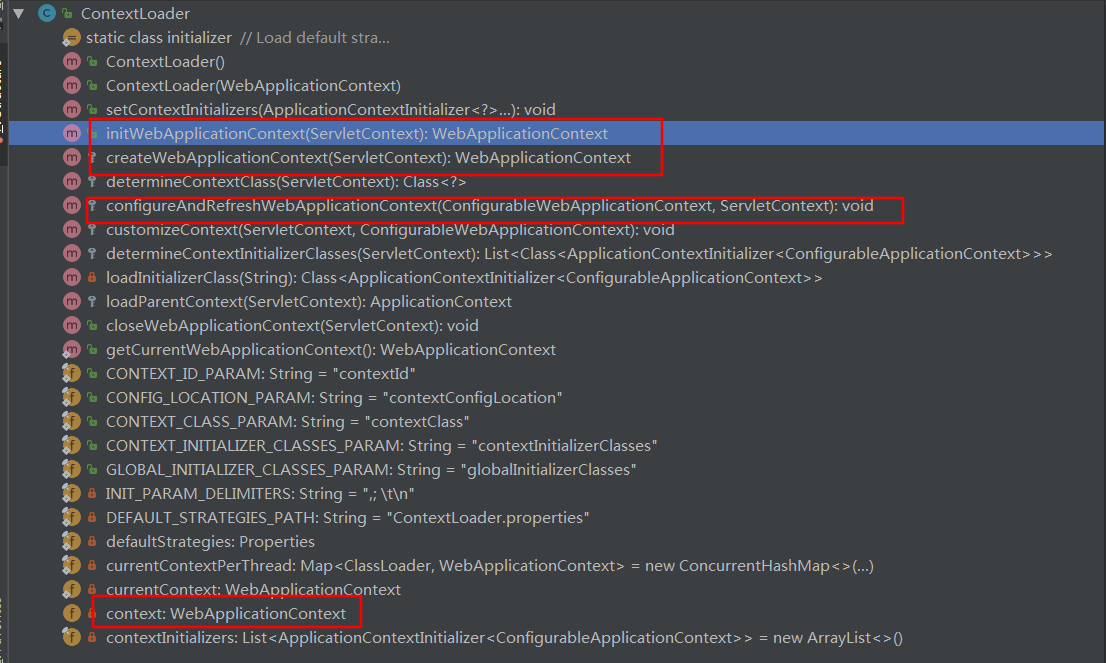 ContextLoader
static class initializer // Load default stra...
ContextLoader()
ContextLoader(WebApplicationContext)
setContextInitializers(ApplicationContextInitializer<?>...): void
initWebApplicationContext(ServletContext): WebApplicationContext
createWebApplicationContext(ServletContext): WebApplicationContext
determineContextClass(ServletContext): Class<?>
configureAndRefreshWebApplicationContext(ConfigurableWebApplicationContext, ServletContext): void
customizeContext(ServletContext, ConfigurableWebApplicationContext): void
determineContextInitializerClasses(ServletContext): List<Class<ApplicationContextInitializer<ConfigurableApplicationContext>>>
loadInitializerClass(String): Class<ApplicationContextInitializer<ConfigurableApplicationContext>>
loadParentContext(ServletContext): ApplicationContext
closeWebApplicationContext(ServletContext): void
getCurrentWebApplicationContext(): WebApplicationContext
CONTEXT_ID_PARAM: String = "contextId"
CONFIG_LOCATION_PARAM: String = "contextConfigLocation"
CONTEXT_CLASS_PARAM: String = "contextClass"
CONTEXT_INITIALIZER_CLASSES_PARAM: String = "contextInitializerClasses"
GLOBAL_INITIALIZER_CLASSES_PARAM: String = "globalInitializerClasses"
INIT_PARAM_DELIMITERS: String = ",; \t\n"
DEFAULT_STRATEGIES_PATH: String = "ContextLoader.properties"
defaultStrategies: Properties
currentContextPerThread: Map<ClassLoader, WebApplicationContext> = new ConcurrentHashMap<>(...)
currentContext: WebApplicationContext
context: WebApplicationContext
contextInitializers: List<ApplicationContextInitializer<ConfigurableApplicationContext>> = new ArrayList<>()